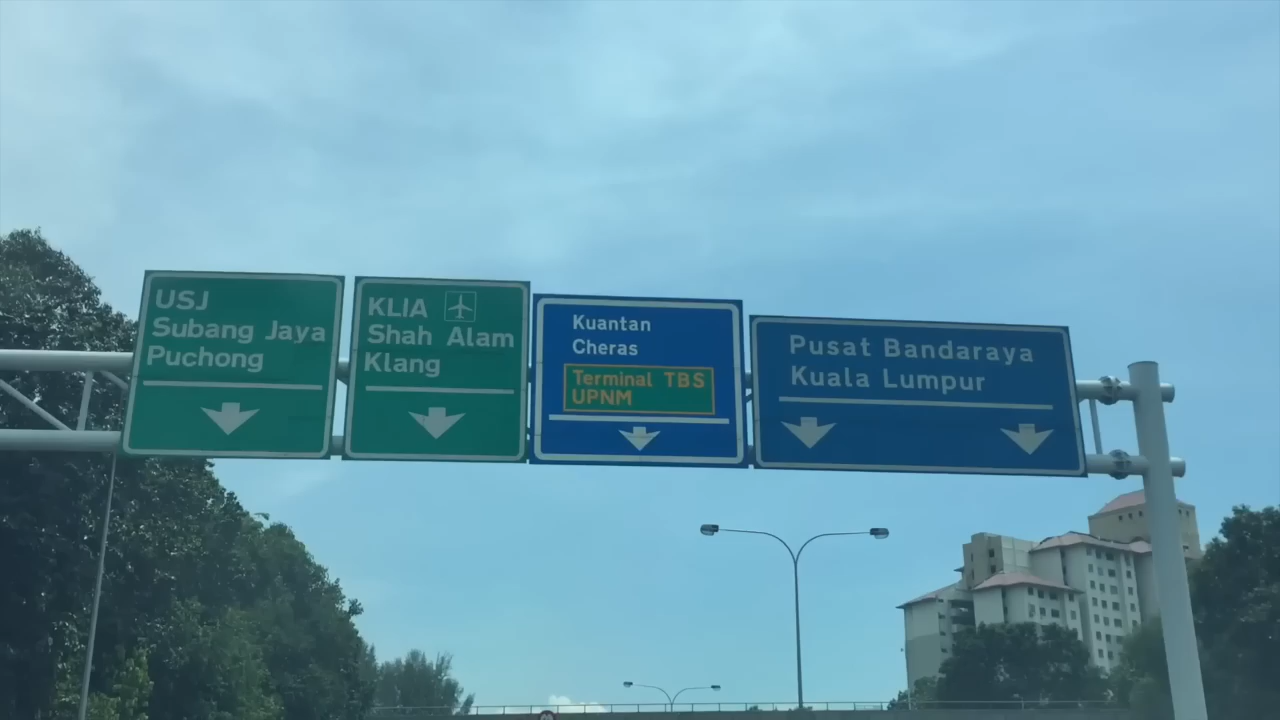 USJ
Subang Jaya
Puchong
KLIA
Shah Alam
Klang
Kuantan
Cheras
Terminal TBS
UPNM
Pusat Bandaraya
Kuala Lumpur